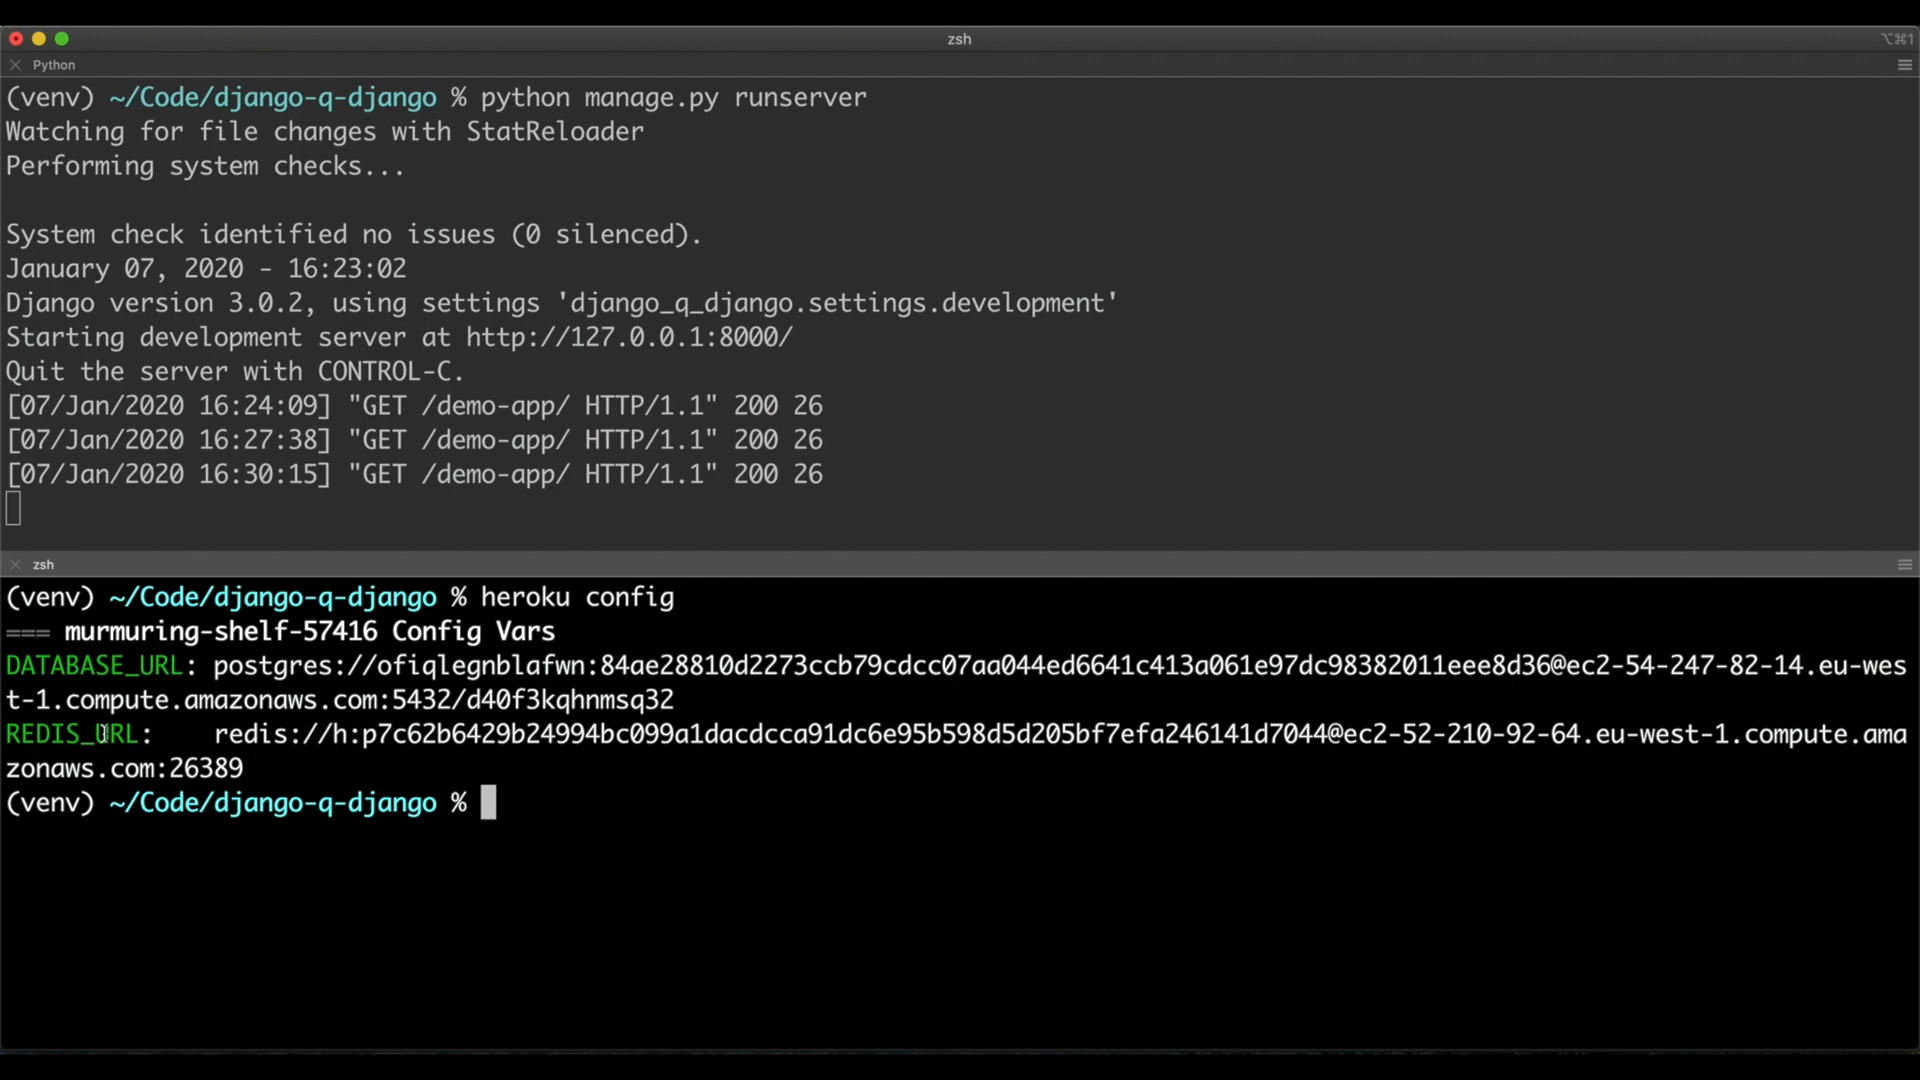 zsh
⌥⌘1
Python
(venv) ~/Code/django-q-django % python manage.py runserver
Watching for file changes with StatReloader
Performing system checks...
System check identified no issues (0 silenced).
January 07, 2020 - 16:23:02
Django version 3.0.2, using settings 'django_q_django.settings.development'
Starting development server at http://127.0.0.1:8000/
Quit the server with CONTROL-C.
[07/Jan/2020 16:24:09] "GET /demo-app/ HTTP/1.1" 200 26
[07/Jan/2020 16:27:38] "GET /demo-app/ HTTP/1.1" 200 26
[07/Jan/2020 16:30:15] "GET /demo-app/ HTTP/1.1" 200 26
zsh
(venv) ~/Code/django-q-django % heroku config
=== murmuring-shelf-57416 Config Vars
DATABASE_URL: postgres://ofiqlegnblafwn:84ae28810d2273ccb79cdcc07aa044ed6641c413a061e97dc98382011eee8d36@ec2-54-247-82-14.eu-wes
t-1.compute.amazonaws.com:5432/d40f3kqhnmsq32
REDIS_URL:    redis://h:p7c62b6429b24994bc099a1dacdcca91dc6e95b598d5d205bf7efa246141d7044@ec2-52-210-92-64.eu-west-1.compute.ama
zonaws.com:26389
(venv) ~/Code/django-q-django %